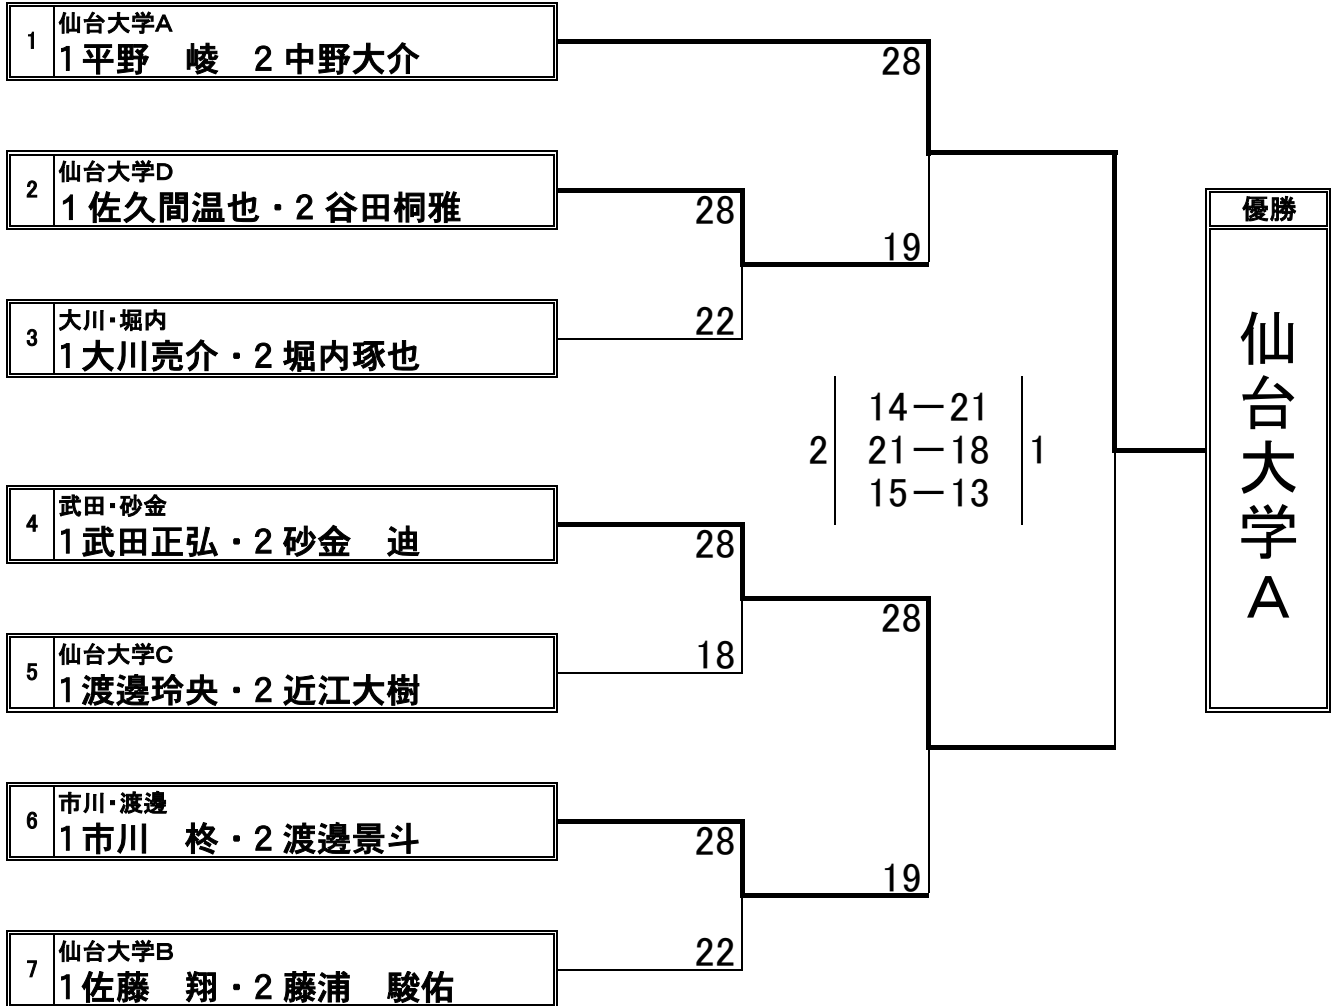 1
仙台大学A
1平野　崚　2 中野大介
28
2
仙台大学D
1 佐久間温也・2 谷田桐雅
28
19
3
大川・堀内
1大川亮介・2 堀内琢也
22
優勝
仙台大学A
14－21
2 21－18 1
15－13
4
武田・砂金
1武田正弘・2 砂金　迪
28
28
5
仙台大学C
1渡邊玲央・2 近江大樹
18
6
市川・渡邊
1市川　柊・2 渡邊景斗
28
19
7
仙台大学B
1佐藤　翔・2 藤浦　駿佑
22